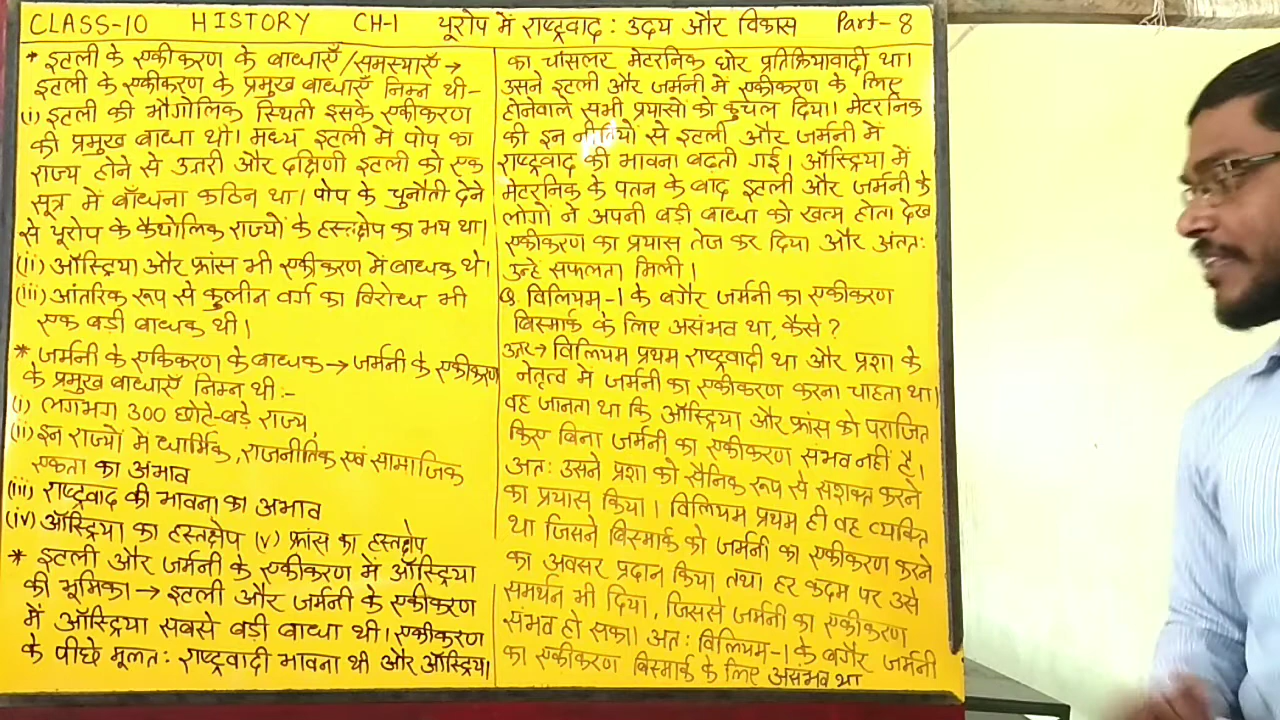 CLASS-10 HISTORY CH-1 यूरोप में राष्ट्रवाद : उदय और विकास Part-8
* इटली के एकीकरण के बाधाएँ/समस्याएँ →
इटली के एकीकरण के प्रमुख बाधाएँ निम्न थी-
(i) इटली की भौगोलिक स्थिती इसके एकीकरण
की प्रमुख बाधा थी। मध्य इटली में पोप का
राज्य होने से उत्तरी और दक्षिणी इटली को एक
सूत्र में बाँधना कठिन था। पोप के चुनौती देने
से यूरोप के कैथोलिक राज्यों के हस्तक्षेप का भय था।
(ii) ऑस्ट्रिया और फ्रांस भी एकीकरण में बाधक थे।
(iii) आंतरिक रूप से कुलीन वर्ग का विरोध भी
एक बड़ी बाधक थी।
* जर्मनी के एकिकरण के बाधक → जर्मनी के एकीकरण
के प्रमुख बाधाएँ निम्न थी :-
(i) लगभग 300 छोटे-बड़े राज्य,
(ii) इन राज्यों में धार्मिक, राजनीतिक एवं सामाजिक
एकता का अभाव
(iii) राष्ट्रवाद की भावना का अभाव
(iv) ऑस्ट्रिया का हस्तक्षेप (v) फ्रांस का हस्तक्षेप
* इटली और जर्मनी के एकीकरण में ऑस्ट्रिया
की भूमिका → इटली और जर्मनी के एकीकरण
में ऑस्ट्रिया सबसे बड़ी बाधा थी। एकीकरण
के पीछे मूलतः राष्ट्रवादी भावना थी और ऑस्ट्रिया
का चांसलर मेटरनिक घोर प्रतिक्रियावादी था।
उसने इटली और जर्मनी में एकीकरण के लिए
होनेवाले सभी प्रयासों को कुचल दिया। मेटरनिक
की इन नीतियों से इटली और जर्मनी में
राष्ट्रवाद की भावना बढ़ती गई। ऑस्ट्रिया में
मेटरनिक के पतन के बाद इटली और जर्मनी के
लोगों ने अपनी बड़ी बाधा को खत्म होता देख
एकीकरण का प्रयास तेज कर दिया और अंततः
उन्हें सफलता मिली।
Q. विलियम-I के बगैर जर्मनी का एकीकरण
बिस्मार्क के लिए असंभव था, कैसे ?
उत्तर→ विलियम प्रथम राष्ट्रवादी था और प्रशा के
नेतृत्व में जर्मनी का एकीकरण करना चाहता था।
वह जानता था कि ऑस्ट्रिया और फ्रांस को पराजित
किए बिना जर्मनी का एकीकरण संभव नहीं है।
अतः उसने प्रशा को सैनिक रूप से सशक्त करने
का प्रयास किया। विलियम प्रथम ही वह व्यक्ति
था जिसने बिस्मार्क को जर्मनी का एकीकरण करने
का अवसर प्रदान किया तथा हर कदम पर उसे
समर्थन भी दिया, जिससे जर्मनी का एकीकरण
संभव हो सका। अतः विलियम-I के बगैर जर्मनी
का एकीकरण बिस्मार्क के लिए असंभव था